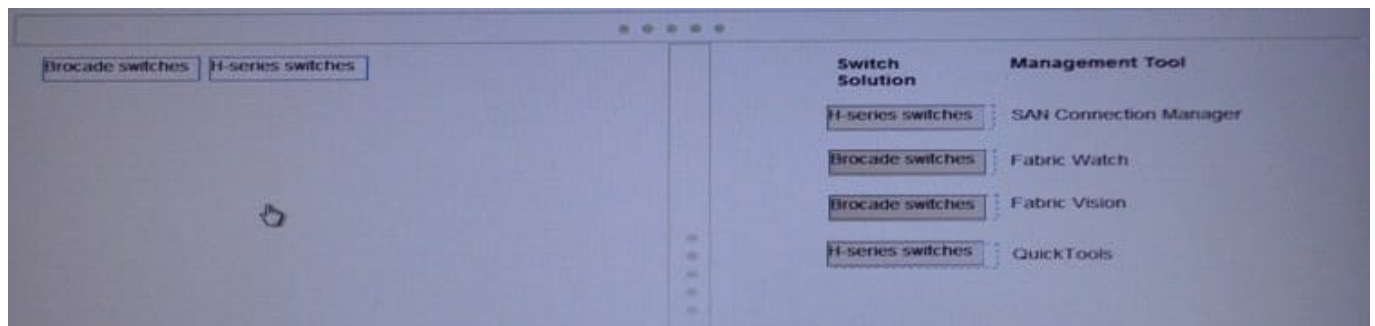 Brocade switches H-series switches
Switch Solution Management Tool
H-series switches SAN Connection Manager
Brocade switches Fabric Watch
Brocade switches Fabric Vision
H-series switches QuickTools